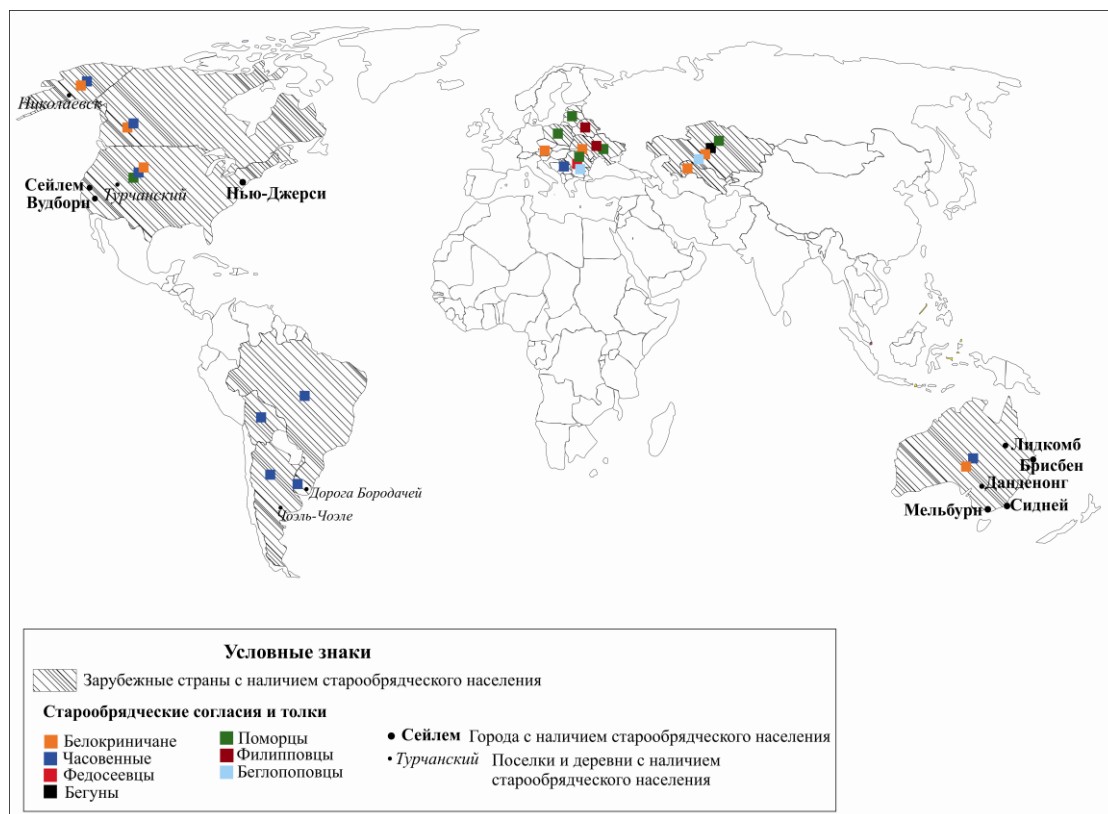 Николаевск
Сейлем
Вудборн
Турчанский
Нью-Джерси
Дорога Бородачей
Чоэль-Чоэле
Лидкомб
Брисбен
Данденонг
Мельбурн
Сидней
Условные знаки
Зарубежные страны с наличием старообрядческого населения
Старообрядческие согласия и толки
Белокриничане
Часовенные
Федосеевцы
Бегуны
Поморцы
Филипповцы
Беглопоповцы
Сейлем Города с наличием старообрядческого населения
Турчанский Поселки и деревни с наличием
старообрядческого населения